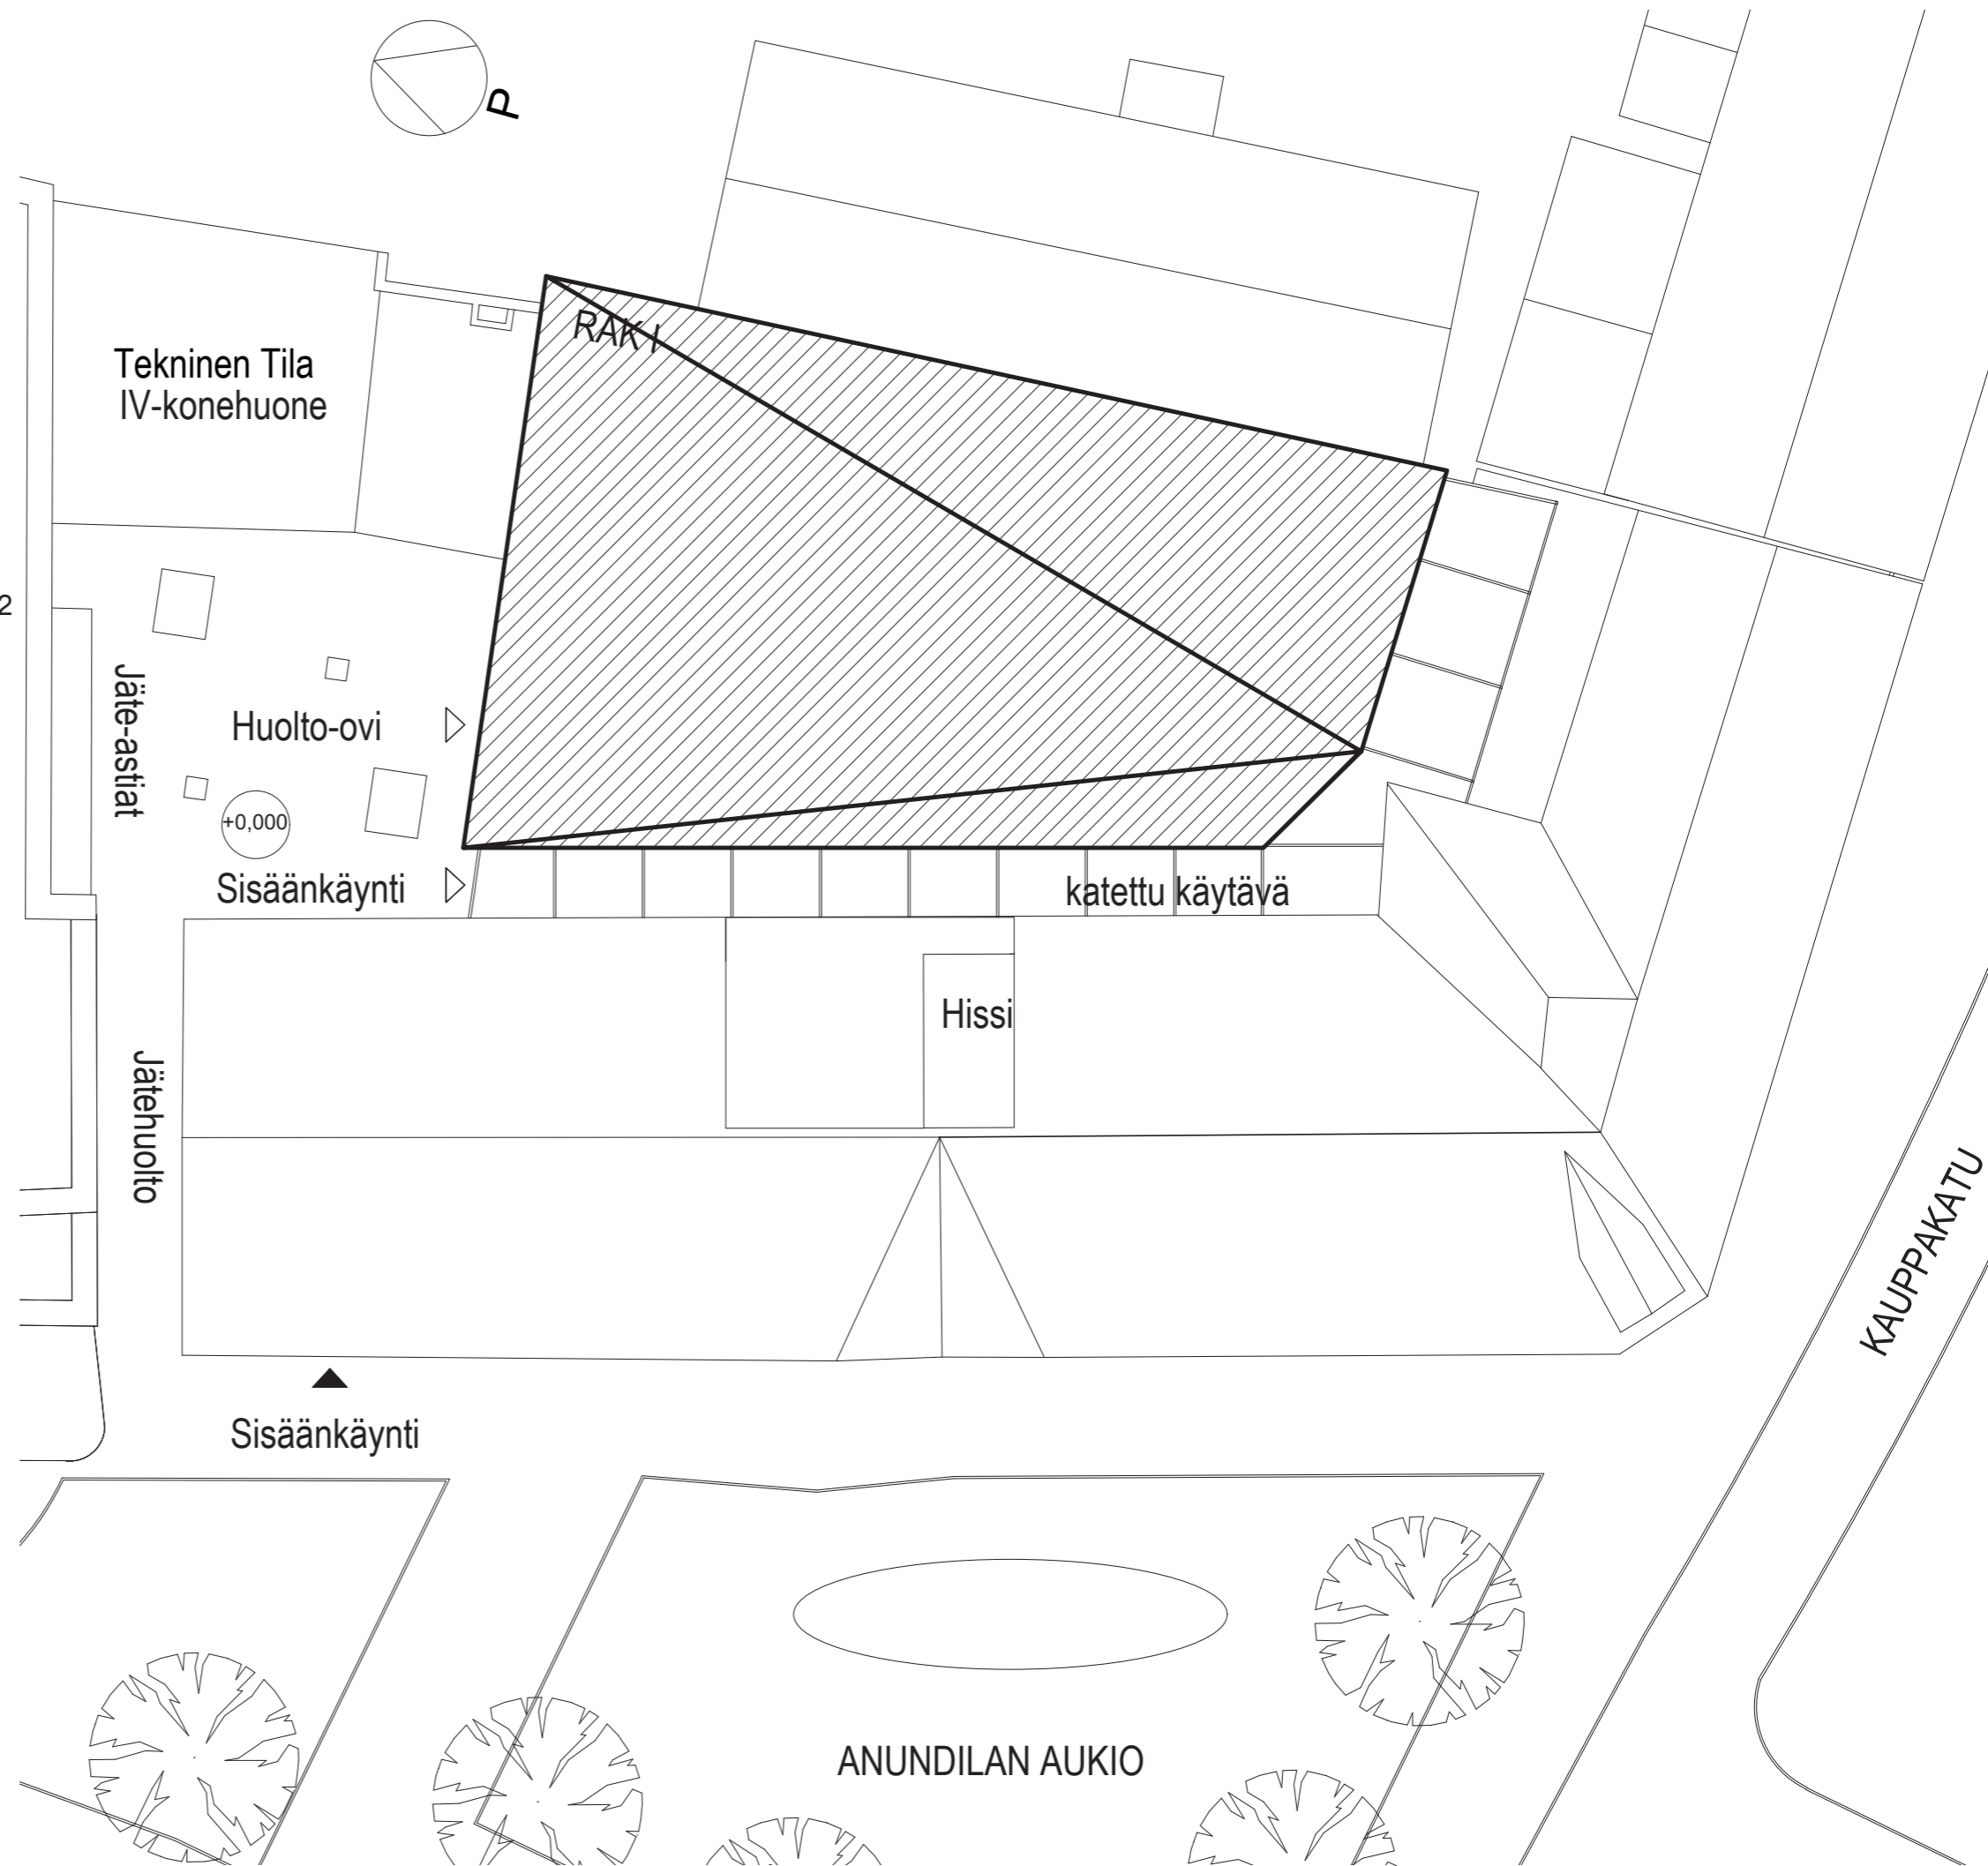 P
RAK I
Tekninen Tila
IV-konehuone
2
Jäte-astiat
Huolto-ovi
+0,000
Sisäänkäynti
katettu käytävä
Hissi
Jätehuolto
KAUPPAKATU
Sisäänkäynti
ANUNDILAN AUKIO